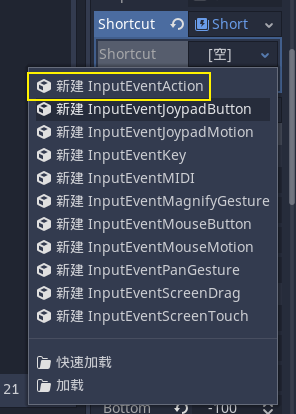 Shortcut
Short
Shortcut
[空]
新建 InputEventAction
新建 InputEventJoypadButton
新建 InputEventJoypadMotion
新建 InputEventKey
新建 InputEventMIDI
新建 InputEventMagnifyGesture
新建 InputEventMouseButton
新建 InputEventMouseMotion
新建 InputEventPanGesture
新建 InputEventScreenDrag
新建 InputEventScreenTouch
快速加载
加载
21
Bottom
-100